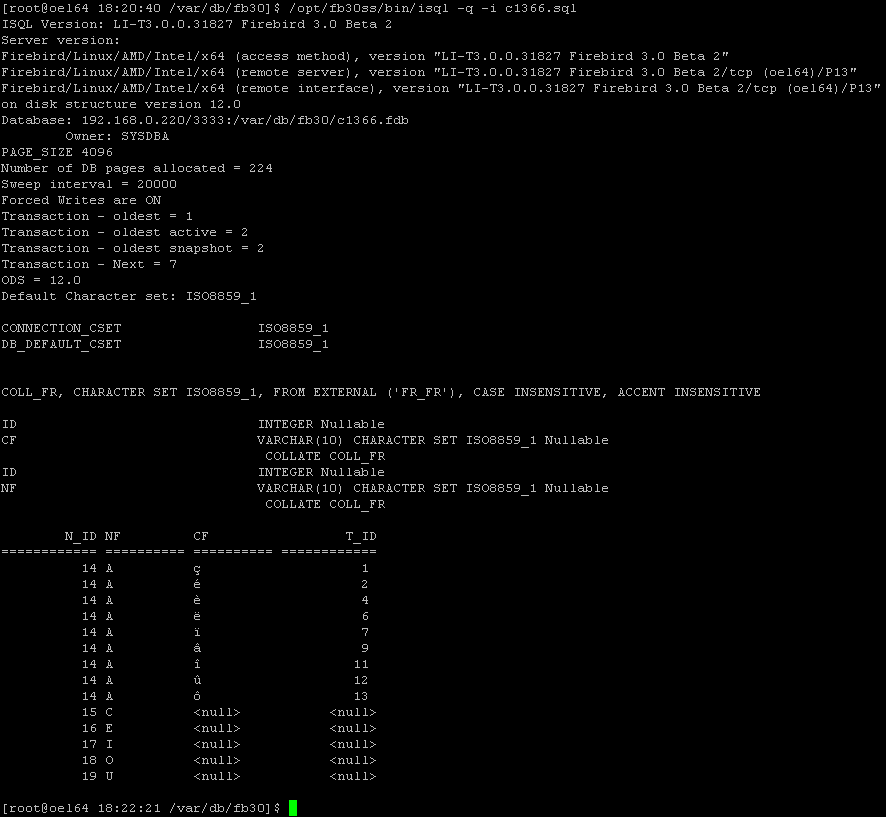 [root@oel64 18:20:40 /var/db/fb30]$ /opt/fb30ss/bin/isql -q -i c1366.sql
ISQL Version: LI-T3.0.0.31827 Firebird 3.0 Beta 2
Server version:
Firebird/Linux/AMD/Intel/x64 (access method), version "LI-T3.0.0.31827 Firebird 3.0 Beta 2"
Firebird/Linux/AMD/Intel/x64 (remote server), version "LI-T3.0.0.31827 Firebird 3.0 Beta 2/tcp (oel64)/P13"
Firebird/Linux/AMD/Intel/x64 (remote interface), version "LI-T3.0.0.31827 Firebird 3.0 Beta 2/tcp (oel64)/P13"
on disk structure version 12.0
Database: 192.168.0.220/3333:/var/db/fb30/c1366.fdb
        Owner: SYSDBA
PAGE_SIZE 4096
Number of DB pages allocated = 224
Sweep interval = 20000
Forced Writes are ON
Transaction - oldest = 1
Transaction - oldest active = 2
Transaction - oldest snapshot = 2
Transaction - Next = 7
ODS = 12.0
Default Character set: ISO8859_1
CONNECTION_CSET                 ISO8859_1
DB_DEFAULT_CSET                 ISO8859_1
COLL_FR, CHARACTER SET ISO8859_1, FROM EXTERNAL ('FR_FR'), CASE INSENSITIVE, ACCENT INSENSITIVE
ID                              INTEGER Nullable
CF                              VARCHAR(10) CHARACTER SET ISO8859_1 Nullable
                                 COLLATE COLL_FR
ID                              INTEGER Nullable
NF                              VARCHAR(10) CHARACTER SET ISO8859_1 Nullable
                                 COLLATE COLL_FR
        N_ID NF         CF                 T_ID
============ ========== ========== ============
          14 A          ç                     1
          14 A          é                     2
          14 A          è                     4
          14 A          ë                     6
          14 A          ï                     7
          14 A          â                     9
          14 A          î                    11
          14 A          û                    12
          14 A          ô                    13
          15 C          <null>           <null>
          16 E          <null>           <null>
          17 I          <null>           <null>
          18 O          <null>           <null>
          19 U          <null>           <null>
[root@oel64 18:22:21 /var/db/fb30]$